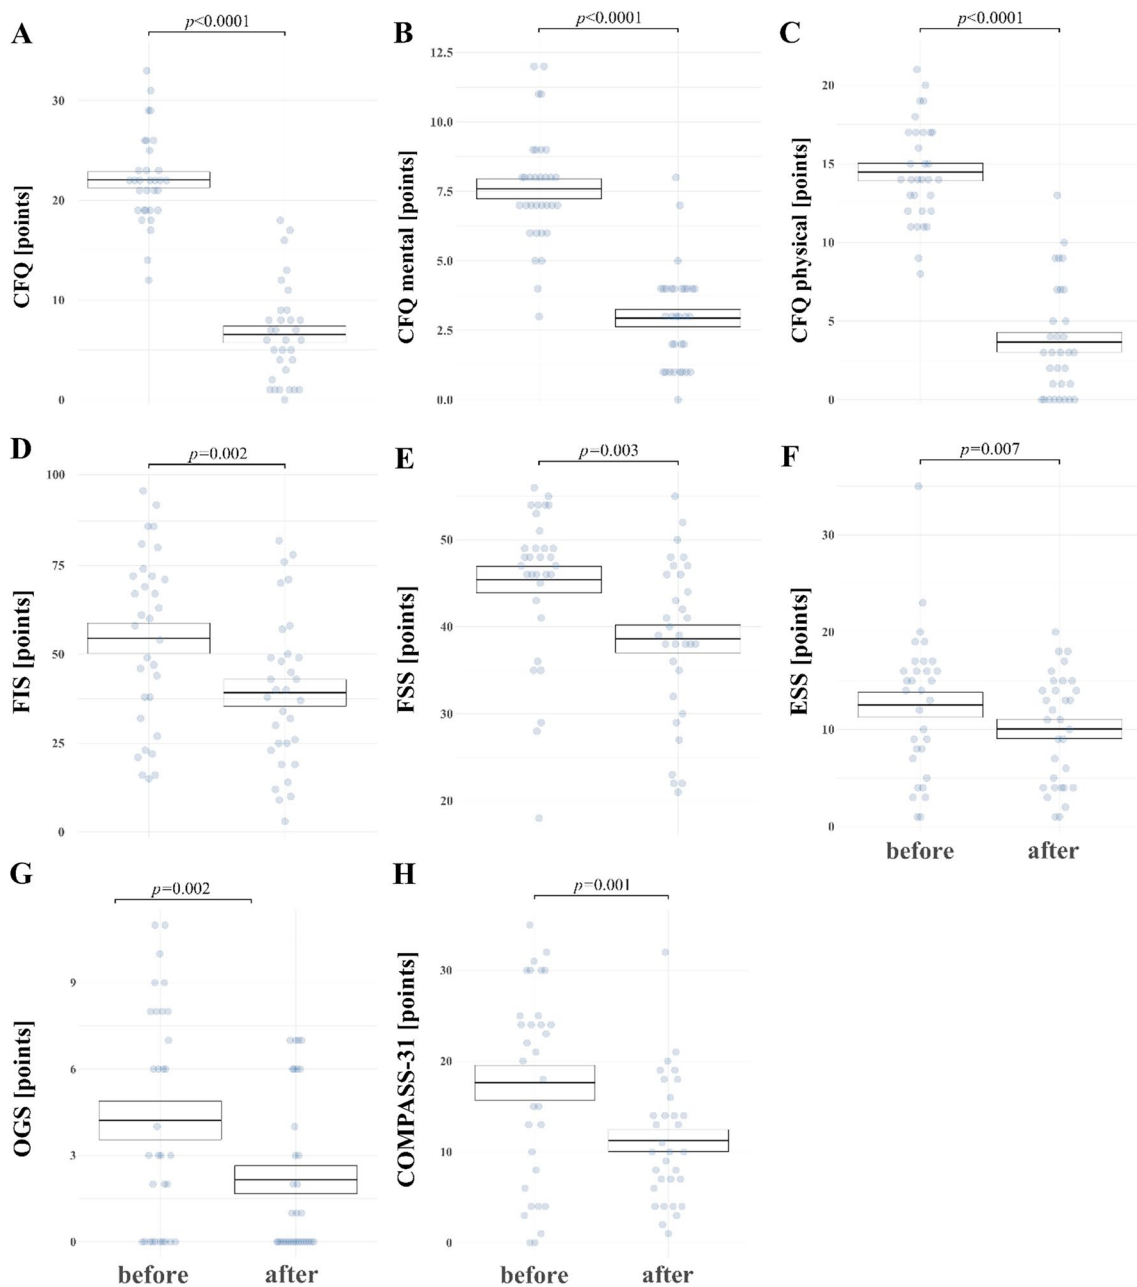 A
p<0.0001
CFQ [points]
30
20
10
0
B
p<0.0001
CFQ mental [points]
12.5
10.0
7.5
5.0
2.5
0.0
C
p<0.0001
CFQ physical [points]
20
15
10
5
0
D
p=0.002
FIS [points]
100
75
50
25
0
E
p=0.003
FSS [points]
50
40
30
20
F
p=0.007
ESS [points]
30
20
10
0
before after
G
p=0.002
OGS [points]
9
6
3
0
before after
H
p=0.001
COMPASS-31 [points]
30
20
10
0
before after